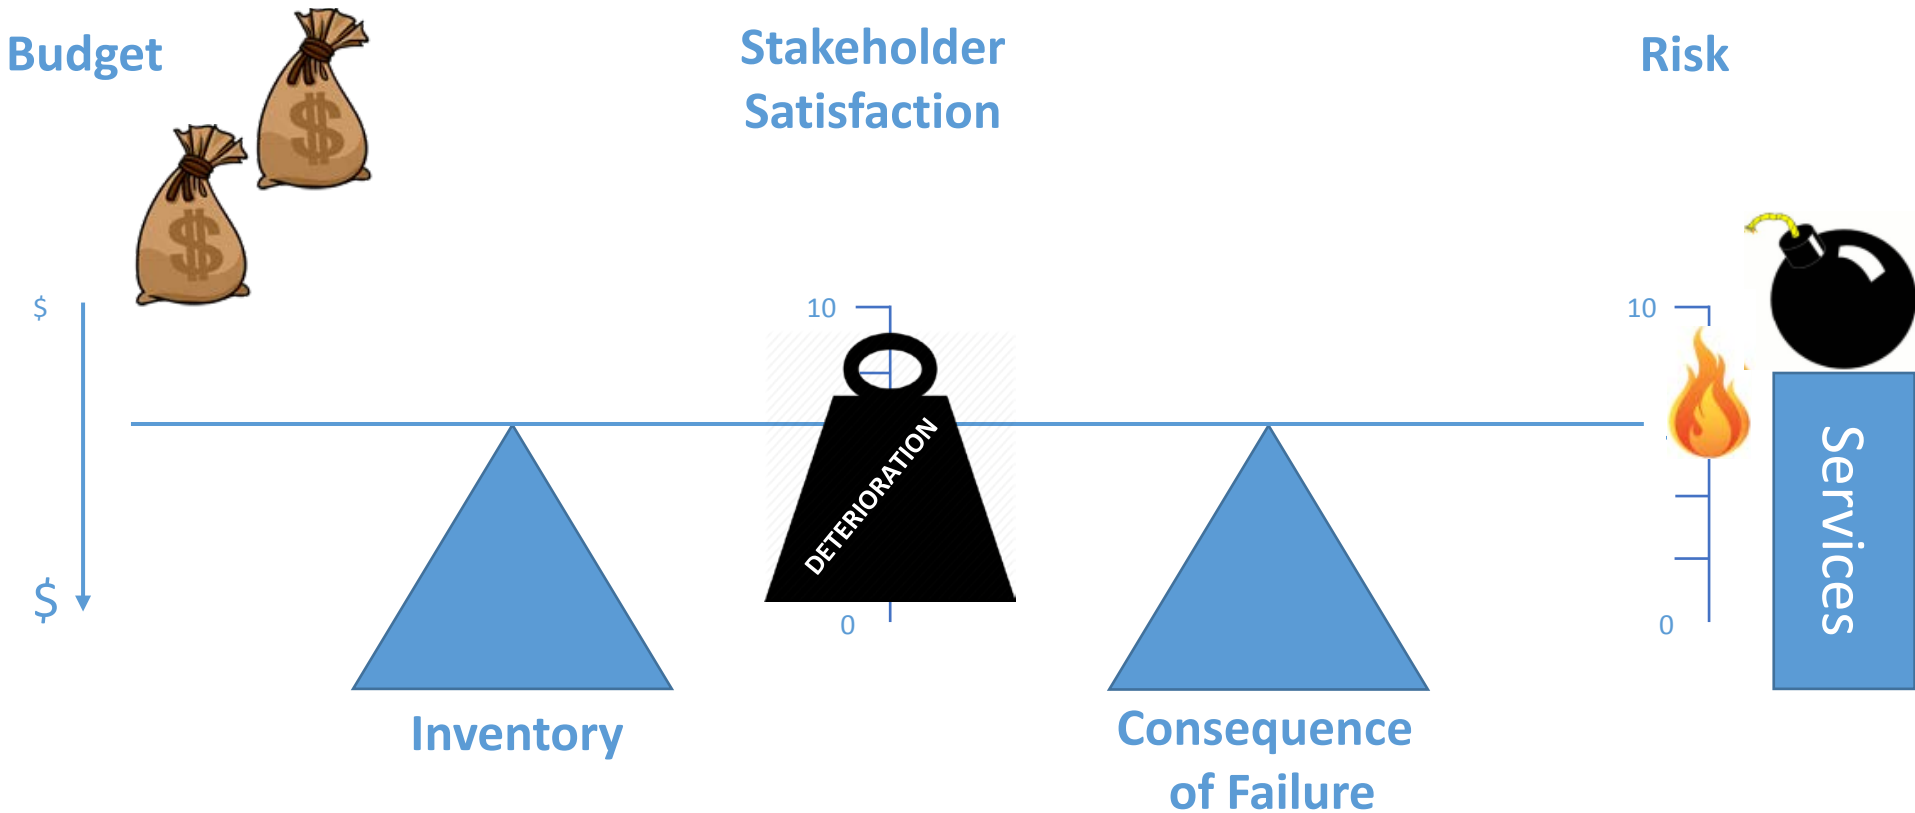 Budget
Stakeholder
Satisfaction
Risk
$
$
$
10
10
$
DETERIORATION
Services
0
0
Inventory
Consequence
of Failure